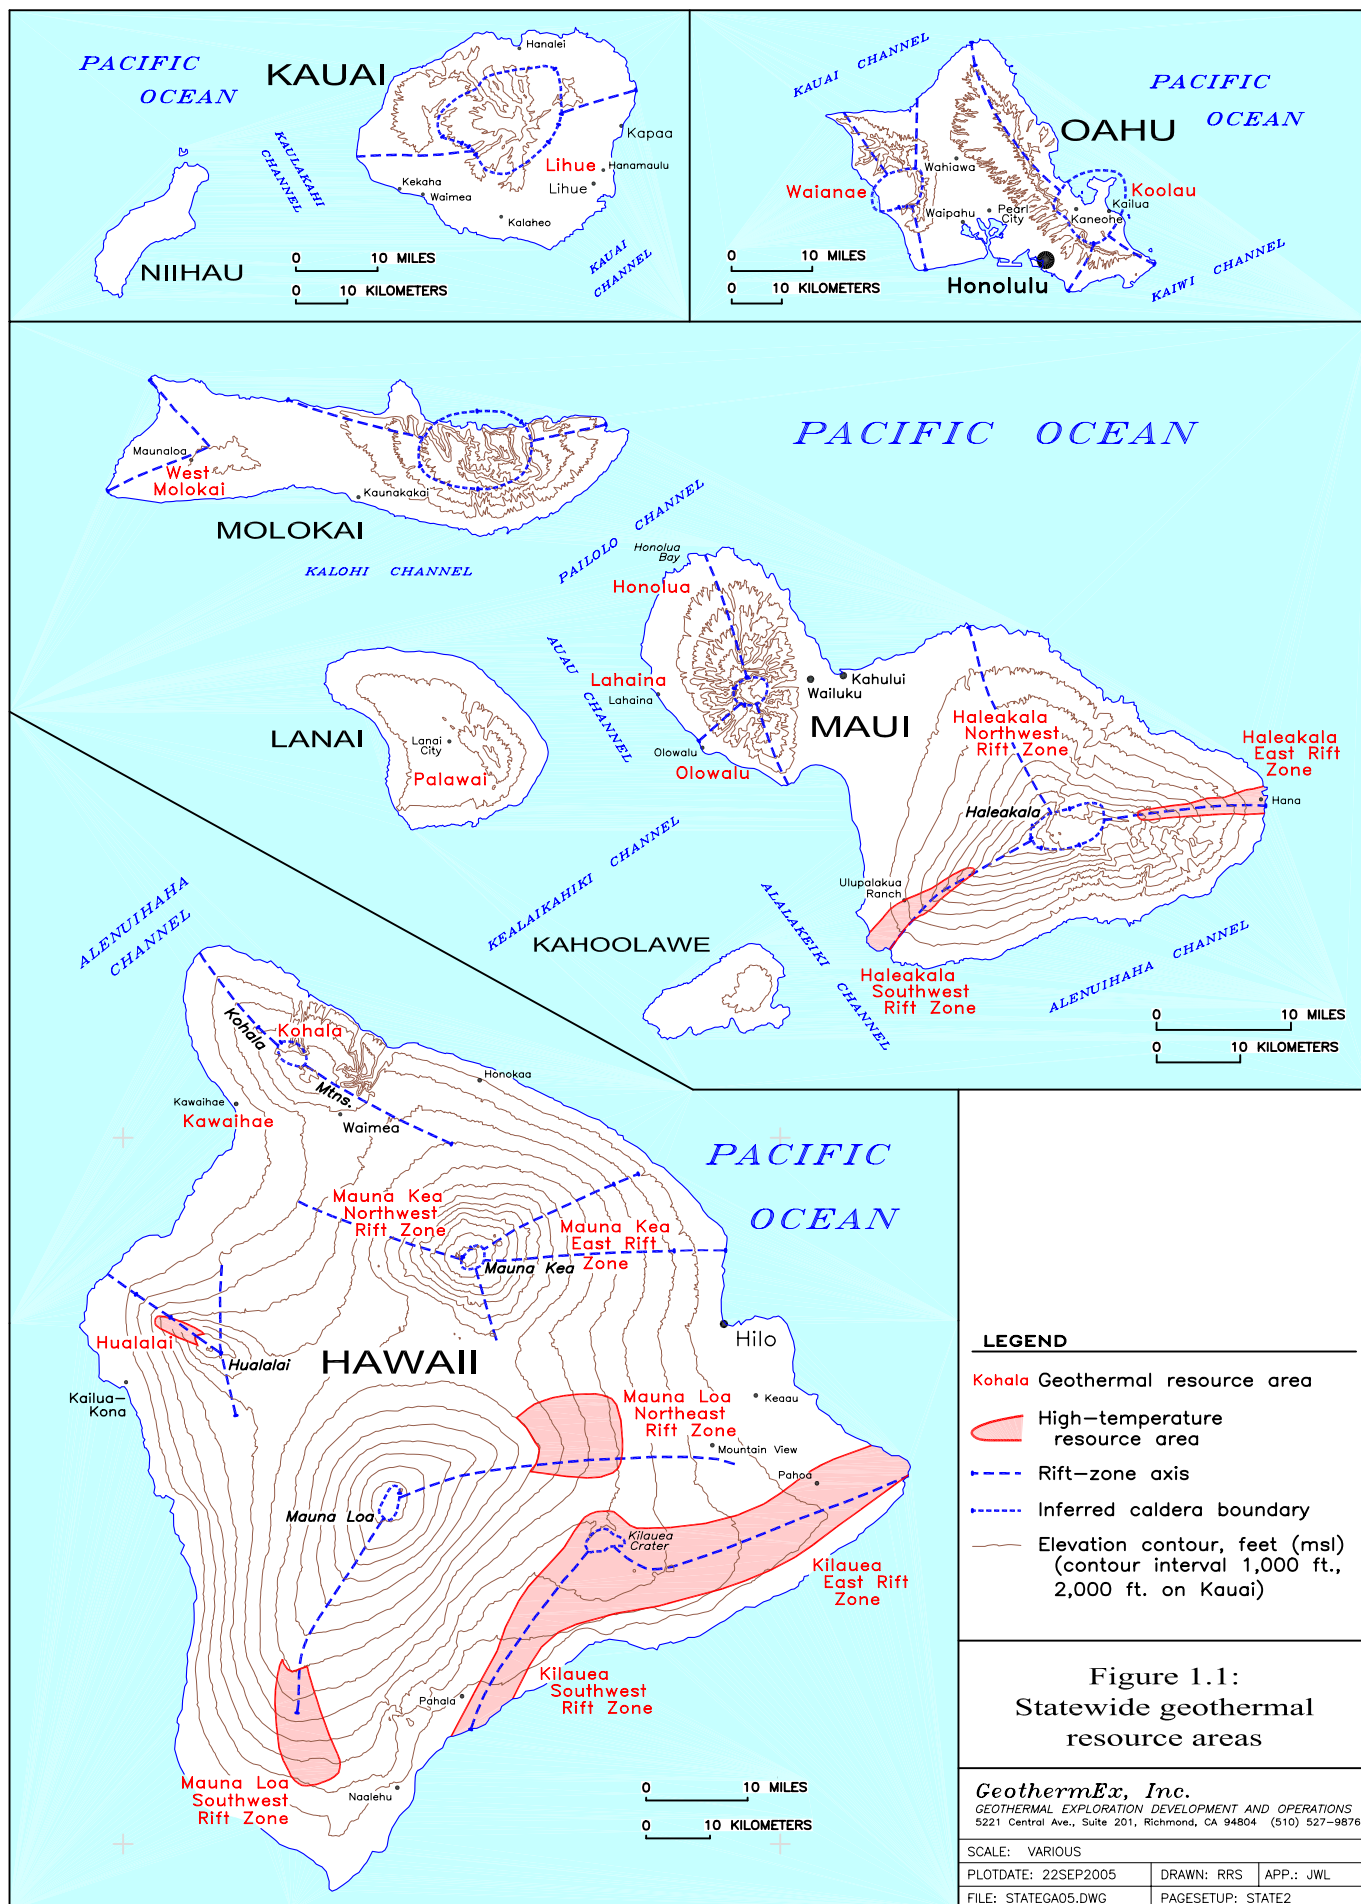 PACIFIC
OCEAN
KAUAI
Hanalei
KAULAKAHI
CHANNEL
Kapaa
Lihue
Hanamaulu
Lihue
Kekaha
Waimea
Kalaheo
NIIHAU
0 10 MILES
0 10 KILOMETERS
KAUAI
CHANNEL
KAUAI CHANNEL
PACIFIC
OCEAN
OAHU
Wahiawa
Waianae
Koolau
Waipahu
Pearl
City
Kailua
Kaneohe
0 10 MILES
0 10 KILOMETERS
Honolulu
KAIWI CHANNEL
PACIFIC OCEAN
Maunaloa
West
Molokai
Kaunakakai
MOLOKAI
KALOHI CHANNEL
PAILOLO CHANNEL
Honolua
Bay
Honolua
AUAU CHANNEL
Lahaina
Lahaina
Wailuku
Kahului
MAUI
LANAI
Lanai
City
Palawai
Olowalu
Olowalu
Haleakala
Northwest
Rift Zone
Haleakala
East Rift
Zone
Hana
Haleakala
Ulupalakua
Ranch
KEALAIKAHIKI CHANNEL
KAHOOLAWE
ALALAKEIKI CHANNEL
Haleakala
Southwest
Rift Zone
ALENUIHAHA CHANNEL
0 10 MILES
0 10 KILOMETERS
ALENUIHAHA
CHANNEL
Kohala
Kohala
Mtns.
Honokaa
Kawaihae
Kawaihae
Waimea
PACIFIC
OCEAN
Mauna Kea
Northwest
Rift Zone
Mauna Kea
East Rift
Zone
Mauna Kea
Hualalai
Hualalai
HAWAII
Hilo
Kailua-
Kona
Mauna Loa
Northeast
Rift Zone
Keaau
Mountain View
Pahoa
Mauna Loa
Kilauea
Crater
Kilauea
East Rift
Zone
Kilauea
Southwest
Rift Zone
Pahala
Mauna Loa
Southwest
Rift Zone
Naalehu
0 10 MILES
0 10 KILOMETERS
LEGEND
Kohala Geothermal resource area
High-temperature
resource area
Rift-zone axis
Inferred caldera boundary
Elevation contour, feet (msl)
(contour interval 1,000 ft.,
2,000 ft. on Kauai)
Figure 1.1:
Statewide geothermal
resource areas
GeothermEx, Inc.
GEOTHERMAL EXPLORATION DEVELOPMENT AND OPERATIONS
5221 Central Ave., Suite 201, Richmond, CA 94804 (510) 527-9876
SCALE: VARIOUS
PLOTDATE: 22SEP2005 DRAWN: RRS APP.: JWL
FILE: STATEGA05.DWG PAGESETUP: STATE2